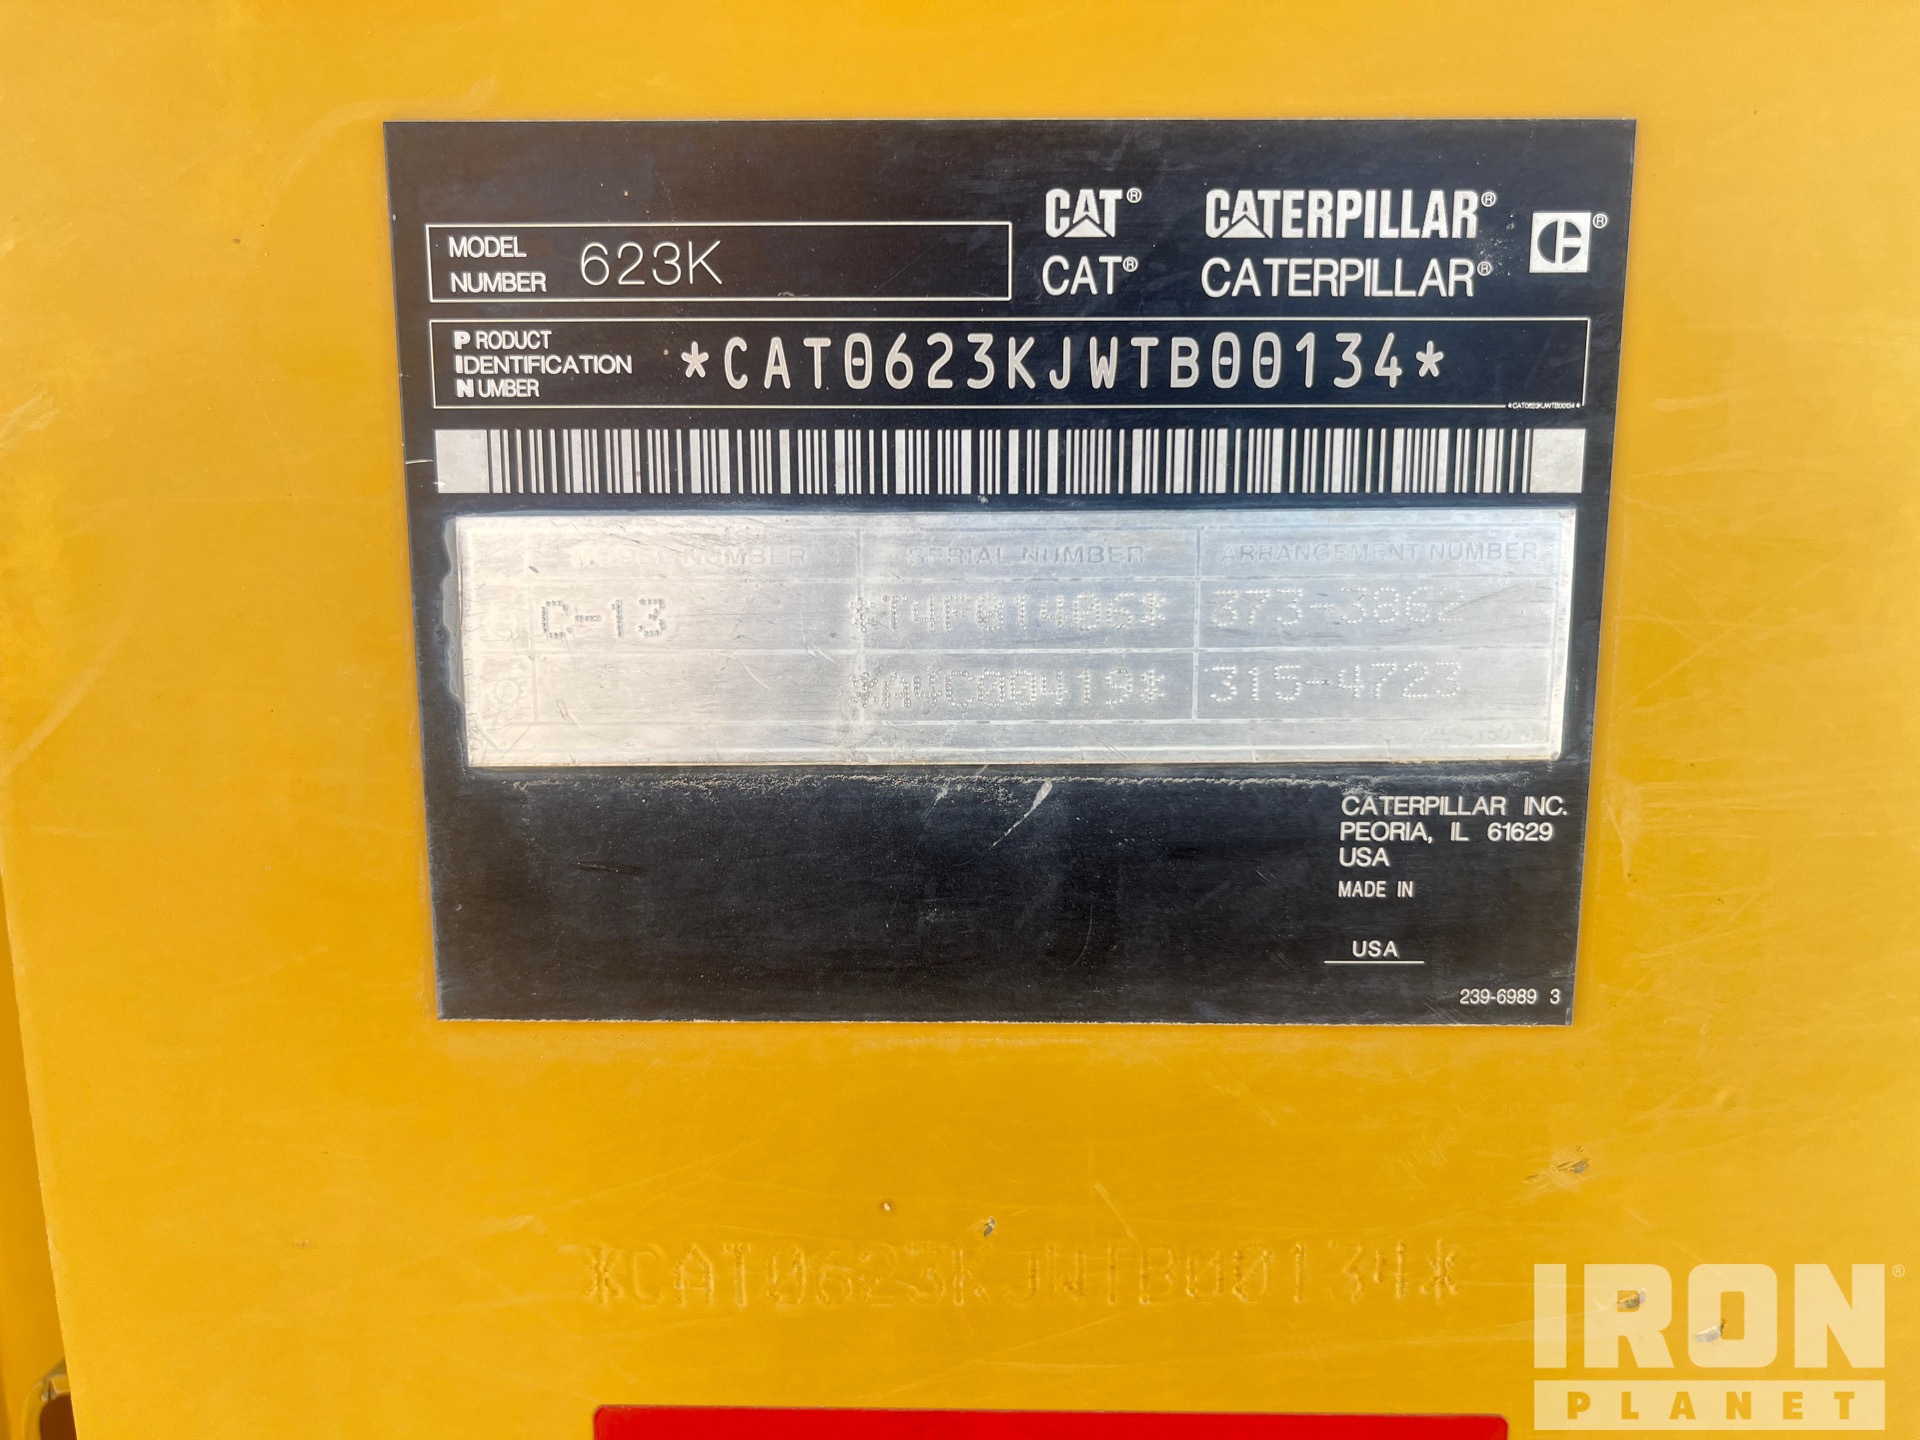 MODEL NUMBER 623K
CAT® CATERPILLAR®
CAT® CATERPILLAR®
PRODUCT IDENTIFICATION NUMBER *CAT0623KJWTB00134*
*CAT0623KJWTB00134*
MODEL NUMBER SERIAL NUMBER ARRANGEMENT NUMBER
C-13 *T4F01406* 373-3862
*A4C00419* 315-4723
CATERPILLAR INC.
PEORIA, IL 61629
USA
MADE IN
USA
239-6989 3
*CAT0623KJWTB00134*
IRON®
PLANET